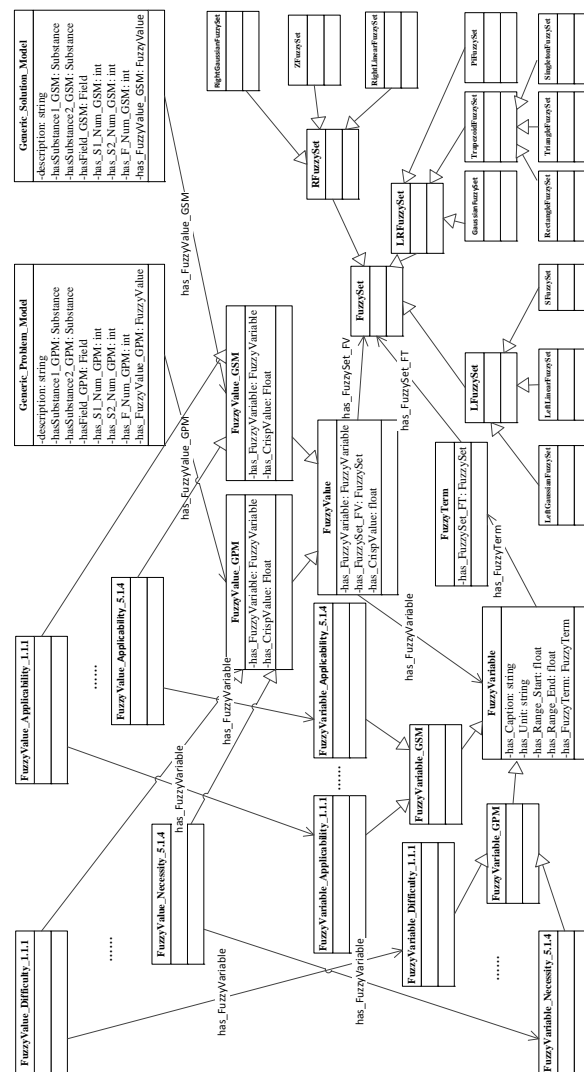 FuzzyValue_Difficulty_1.1.1
......
FuzzyValue_Necessity_5.1.4
FuzzyValue_Applicability_1.1.1
......
FuzzyValue_Applicability_5.1.4
Generic_Problem_Model
-description: string
-hasSubstance1_GPM: Substance
-hasSubstance2_GPM: Substance
-hasField_GPM: Field
-has_S1_Num_GPM: int
-has_S2_Num_GPM: int
-has_F_Num_GPM: int
-has_FuzzyValue_GPM: FuzzyValue
Generic_Solution_Model
-description: string
-hasSubstance1_GSM: Substance
-hasSubstance2_GSM: Substance
-hasField_GSM: Field
-has_S1_Num_GSM: int
-has_S2_Num_GSM: int
-has_F_Num_GSM: int
-has_FuzzyValue_GSM: FuzzyValue
has_FuzzyVariable
has_FuzzyVariable
has_FuzzyVariable
has_FuzzyVariable
has_FuzzyValue_GPM
has_FuzzyValue_GSM
FuzzyValue_GPM
-has_FuzzyVariable: FuzzyVariable
-has_CrispValue: Float
FuzzyValue_GSM
-has_FuzzyVariable: FuzzyVariable
-has_CrispValue: Float
FuzzyVariable_Applicability_1.1.1
......
FuzzyVariable_Applicability_5.1.4
FuzzyValue
-has_FuzzyVariable: FuzzyVariable
-has_FuzzySet_FV: FuzzySet
-has_CrispValue: float
has_FuzzySet_FV
has_FuzzySet_FT
has_FuzzyVariable
FuzzyVariable_Difficulty_1.1.1
FuzzyVariable_GSM
FuzzyTerm
-has_FuzzySet_FT: FuzzySet
has_FuzzyTerm
FuzzyVariable_GPM
......
FuzzyVariable
-has_Caption: string
-has_Unit: string
-has_Range_Start: float
-has_Range_End: float
-has_FuzzyTerm: FuzzyTerm
FuzzyVariable_Necessity_5.1.4
FuzzySet
RFuzzySet
RightGaussianFuzzySet
ZFuzzySet
RightLinearFuzzySet
LRFuzzySet
GaussianFuzzySet
TrapezoidFuzzySet
PiFuzzySet
LFuzzySet
LeftGaussianFuzzySet
LeftLinearFuzzySet
SFuzzySet
RectangleFuzzySet
TriangleFuzzySet
SingletonFuzzySet